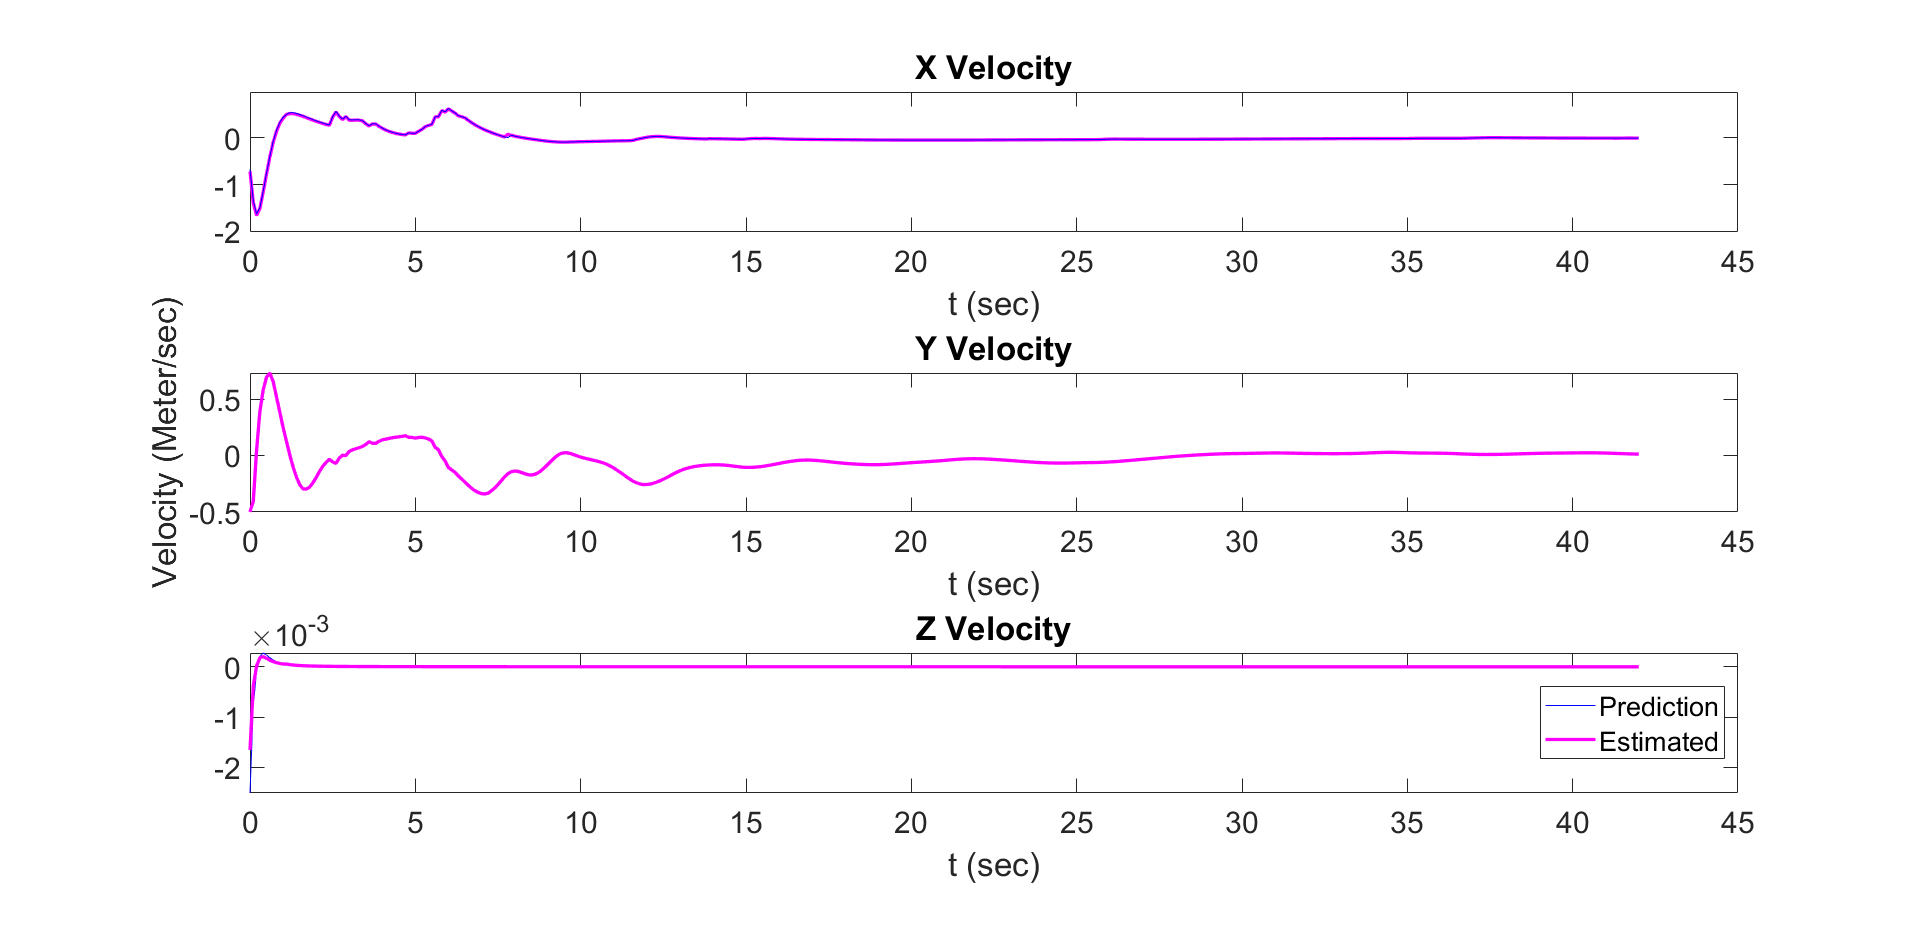 X Velocity
0
-1
-2
0 5 10 15 20 25 30 35 40 45
t (sec)
Velocity (Meter/sec)
Y Velocity
0.5
0
-0.5
0 5 10 15 20 25 30 35 40 45
t (sec)
Z Velocity
×10⁻³
0
-1
-2
Prediction
Estimated
0 5 10 15 20 25 30 35 40 45
t (sec)